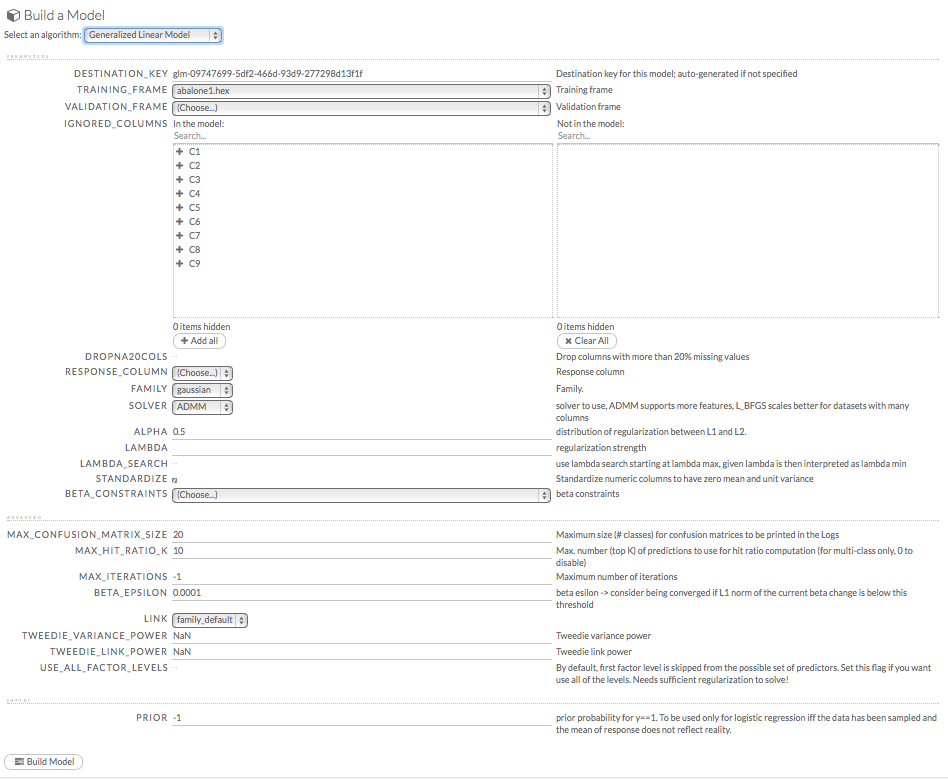 Build a Model
Select an algorithm: Generalized Linear Model
PARAMETERS
DESTINATION_KEY glm-09747699-5df2-466d-93d9-277298d13f1f Destination key for this model; auto-generated if not specified
TRAINING_FRAME abalone1.hex Training frame
VALIDATION_FRAME (Choose...) Validation frame
IGNORED_COLUMNS In the model: Not in the model:
Search... Search...
C1
C2
C3
C4
C5
C6
C7
C8
C9
0 items hidden 0 items hidden
Add all Clear All
DROPNA20COLS Drop columns with more than 20% missing values
RESPONSE_COLUMN (Choose...) Response column
FAMILY gaussian Family.
SOLVER ADMM solver to use, ADMM supports more features, L_BFGS scales better for datasets with many
columns
ALPHA 0.5 distribution of regularization between L1 and L2.
LAMBDA regularization strength
LAMBDA_SEARCH use lambda search starting at lambda max, given lambda is then interpreted as lambda min
STANDARDIZE Standardize numeric columns to have zero mean and unit variance
BETA_CONSTRAINTS (Choose...) beta constraints
ADVANCED
MAX_CONFUSION_MATRIX_SIZE 20 Maximum size (# classes) for confusion matrices to be printed in the Logs
MAX_HIT_RATIO_K 10 Max. number (top K) of predictions to use for hit ratio computation (for multi-class only, 0 to
disable)
MAX_ITERATIONS -1 Maximum number of iterations
BETA_EPSILON 0.0001 beta esilon -> consider being converged if L1 norm of the current beta change is below this
threshold
LINK family_default
TWEEDIE_VARIANCE_POWER NaN Tweedie variance power
TWEEDIE_LINK_POWER NaN Tweedie link power
USE_ALL_FACTOR_LEVELS By default, first factor level is skipped from the possible set of predictors. Set this flag if you want
use all of the levels. Needs sufficient regularization to solve!
EXPERT
PRIOR -1 prior probability for y==1. To be used only for logistic regression iff the data has been sampled and
the mean of response does not reflect reality.
Build Model